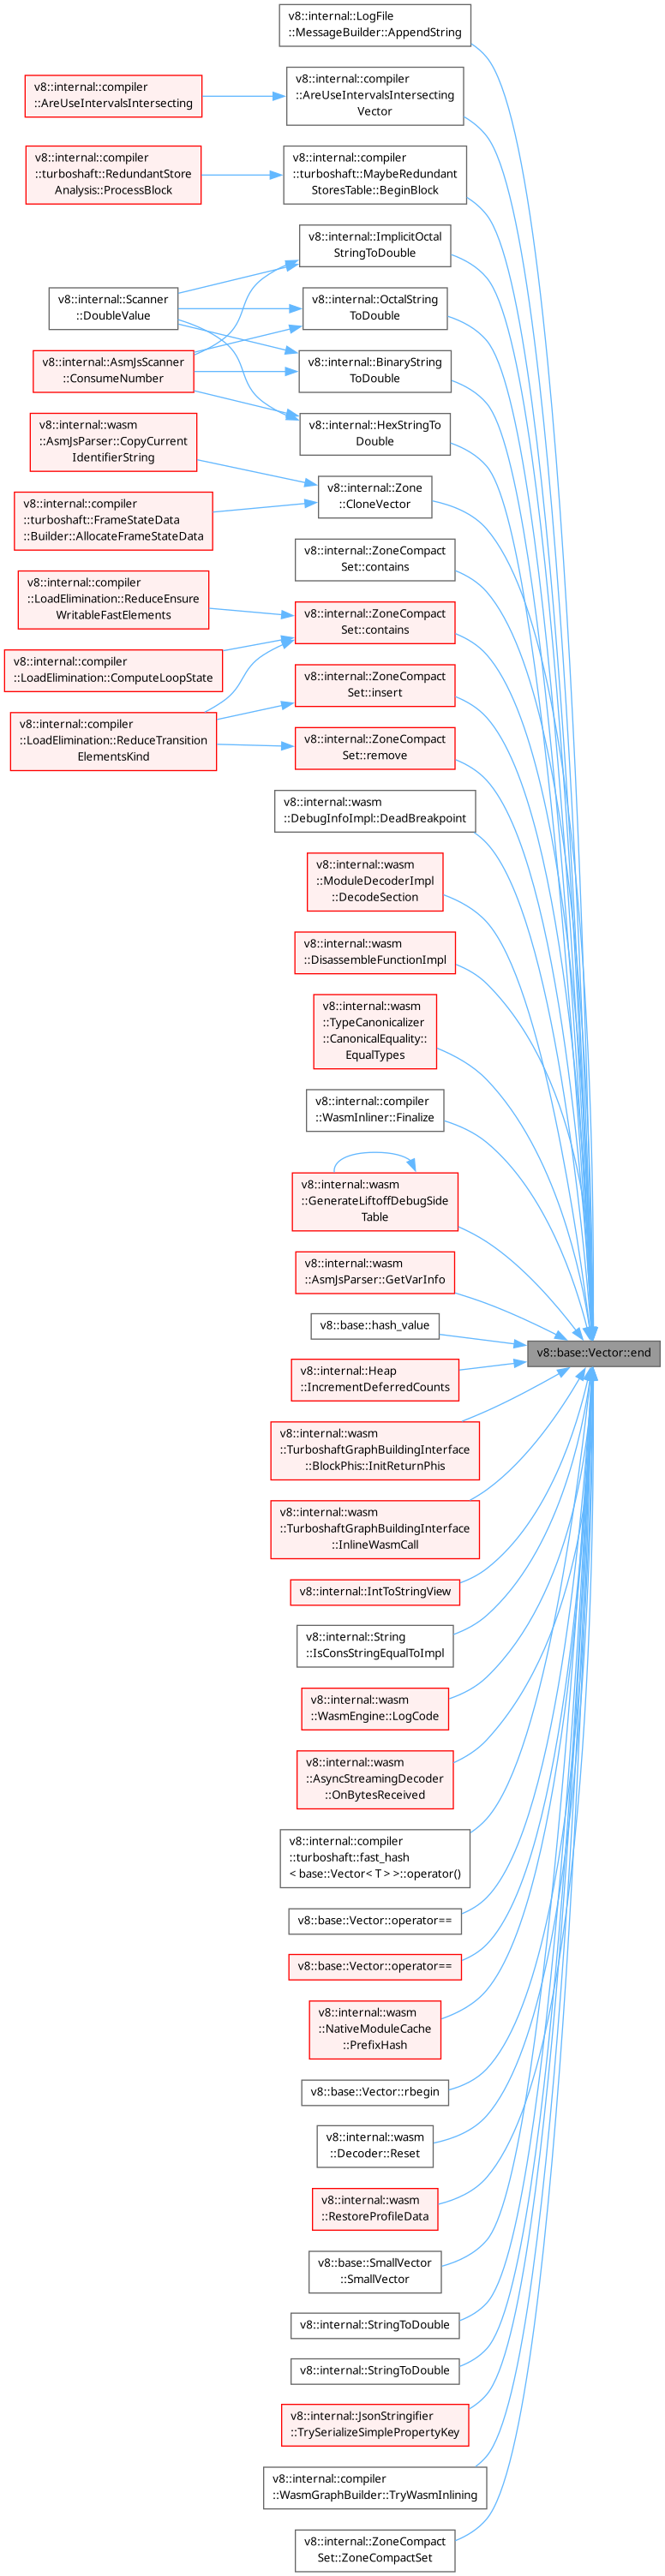 v8::internal::LogFile
::MessageBuilder::AppendString
v8::internal::compiler
::AreUseIntervalsIntersecting
v8::internal::compiler
::AreUseIntervalsIntersecting
Vector
v8::internal::compiler
::turboshaft::RedundantStore
Analysis::ProcessBlock
v8::internal::compiler
::turboshaft::MaybeRedundant
StoresTable::BeginBlock
v8::internal::ImplicitOctal
StringToDouble
v8::internal::Scanner
::DoubleValue
v8::internal::OctalString
ToDouble
v8::internal::AsmJsScanner
::ConsumeNumber
v8::internal::BinaryString
ToDouble
v8::internal::wasm
::AsmJsParser::CopyCurrent
IdentifierString
v8::internal::HexStringTo
Double
v8::internal::Zone
::CloneVector
v8::internal::compiler
::turboshaft::FrameStateData
::Builder::AllocateFrameStateData
v8::internal::ZoneCompact
Set::contains
v8::internal::compiler
::LoadElimination::ReduceEnsure
WritableFastElements
v8::internal::ZoneCompact
Set::contains
v8::internal::compiler
::LoadElimination::ComputeLoopState
v8::internal::ZoneCompact
Set::insert
v8::internal::compiler
::LoadElimination::ReduceTransition
ElementsKind
v8::internal::ZoneCompact
Set::remove
v8::internal::wasm
::DebugInfoImpl::DeadBreakpoint
v8::internal::wasm
::ModuleDecoderImpl
::DecodeSection
v8::internal::wasm
::DisassembleFunctionImpl
v8::internal::wasm
::TypeCanonicalizer
::CanonicalEquality::
EqualTypes
v8::internal::compiler
::WasmInliner::Finalize
v8::internal::wasm
::GenerateLiftoffDebugSide
Table
v8::internal::wasm
::AsmJsParser::GetVarInfo
v8::base::hash_value
v8::base::Vector::end
v8::internal::Heap
::IncrementDeferredCounts
v8::internal::wasm
::TurboshaftGraphBuildingInterface
::BlockPhis::InitReturnPhis
v8::internal::wasm
::TurboshaftGraphBuildingInterface
::InlineWasmCall
v8::internal::IntToStringView
v8::internal::String
::IsConsStringEqualToImpl
v8::internal::wasm
::WasmEngine::LogCode
v8::internal::wasm
::AsyncStreamingDecoder
::OnBytesReceived
v8::internal::compiler
::turboshaft::fast_hash
< base::Vector< T > >::operator()
v8::base::Vector::operator==
v8::base::Vector::operator==
v8::internal::wasm
::NativeModuleCache
::PrefixHash
v8::base::Vector::rbegin
v8::internal::wasm
::Decoder::Reset
v8::internal::wasm
::RestoreProfileData
v8::base::SmallVector
::SmallVector
v8::internal::StringToDouble
v8::internal::StringToDouble
v8::internal::JsonStringifier
::TrySerializeSimplePropertyKey
v8::internal::compiler
::WasmGraphBuilder::TryWasmInlining
v8::internal::ZoneCompact
Set::ZoneCompactSet